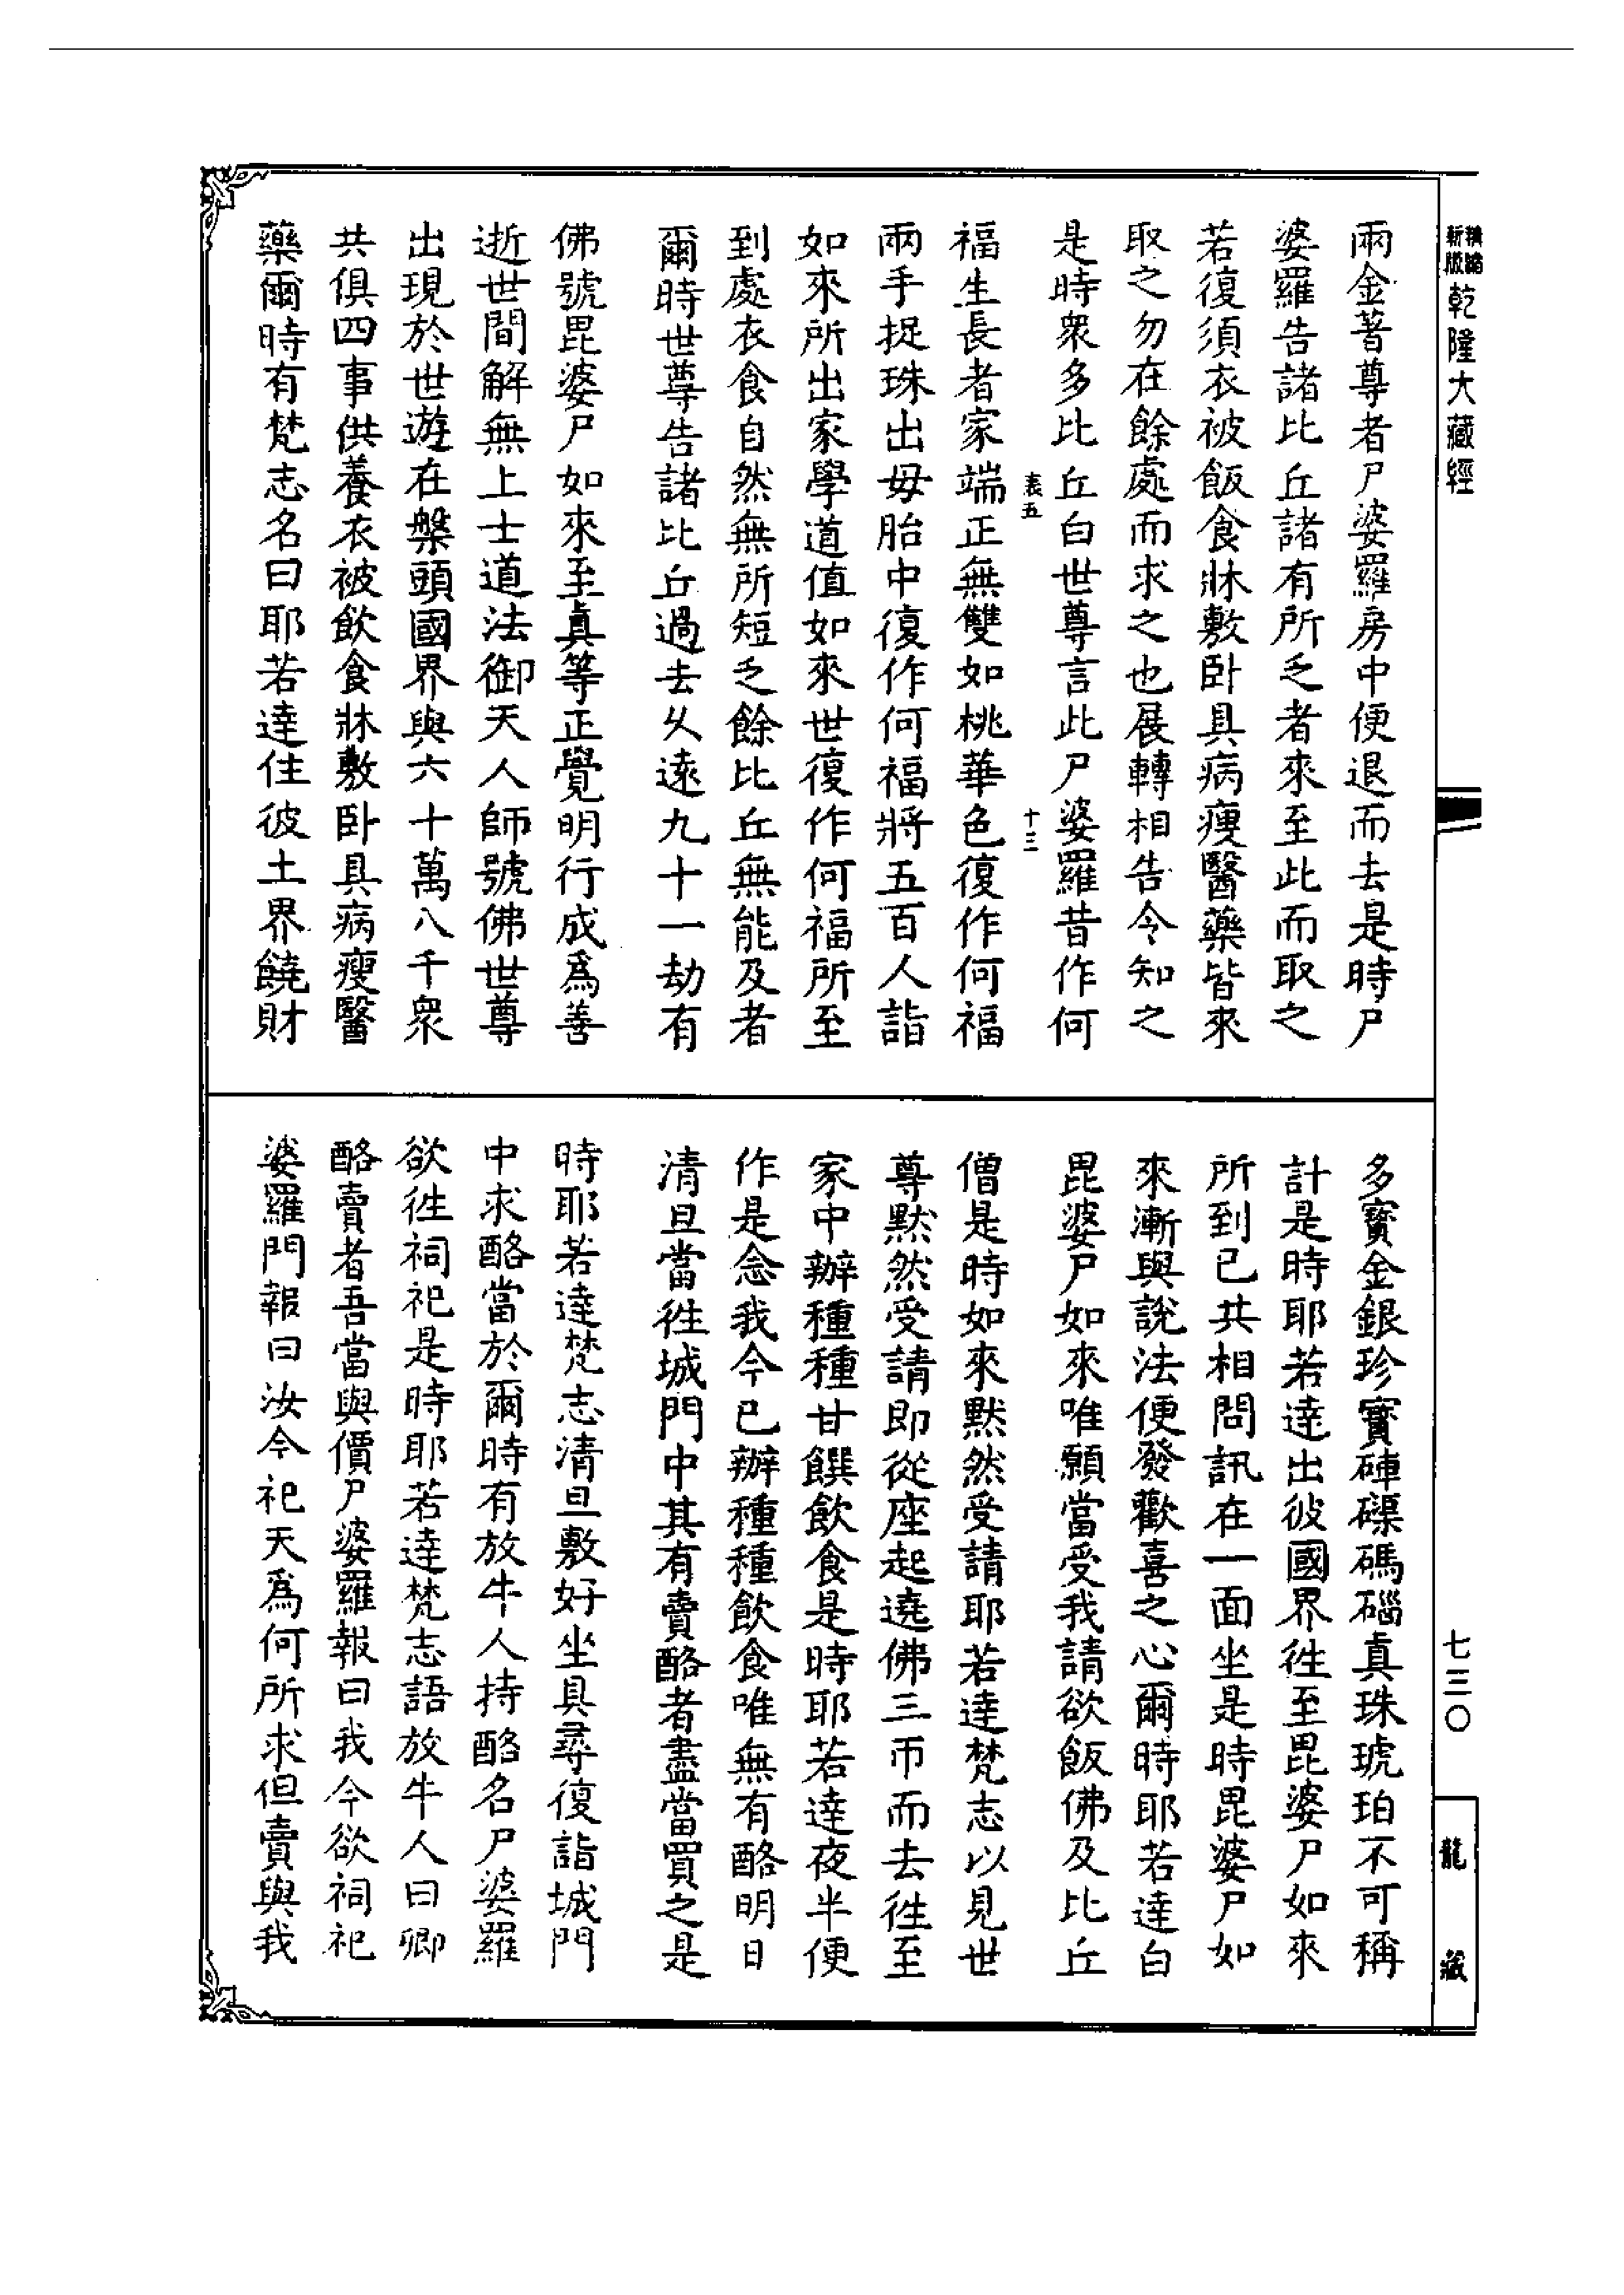 精縮
新版
乾隆大藏經
七三〇
龍藏
兩金著尊者尸婆羅房中便退而去是時尸
婆羅告諸比丘諸有所乏者來至此而取之
若復須衣被飯食牀敷臥具病瘦醫藥皆來
取之勿在餘處而求之也展轉相告令知之
是時衆多比丘白世尊言此尸婆羅昔作何
表五
十三
福生長者家端正無雙如桃華色復作何福
兩手捉珠出母胎中復作何福將五百人詣
如來所出家學道值如來世復作何福所至
到處衣食自然無所短乏餘比丘無能及者
爾時世尊告諸比丘過去久遠九十一劫有
佛號毘婆尸如來至真等正覺明行成爲善
逝世間解無上士道法御天人師號佛世尊
出現於世遊在槃頭國界與六十萬八千衆
共俱四事供養衣被飲食牀敷臥具病瘦醫
藥爾時有梵志名曰耶若達住彼土界饒財
多寶金銀珍寶硨磲碼碯真珠琥珀不可稱
計是時耶若達出彼國界往至毘婆尸如來
所到已共相問訊在一面坐是時毘婆尸如
來漸與說法便發歡喜之心爾時耶若達白
毘婆尸如來唯願當受我請欲飯佛及比丘
僧是時如來默然受請耶若達梵志以見世
尊默然受請即從座起遶佛三帀而去往至
家中辦種種甘饌飲食是時耶若達夜半便
作是念我今已辦種種飲食唯無有酪明日
清旦當往城門中其有賣酪者盡當買之是
時耶若達梵志清旦敷好坐具尋復詣城門
中求酪當於爾時有放牛人持酪名尸婆羅
欲往祠祀是時耶若達梵志語放牛人曰卿
酪賣者吾當與價尸婆羅報曰我今欲祠祀
婆羅門報曰汝今祀天爲何所求但賣與我